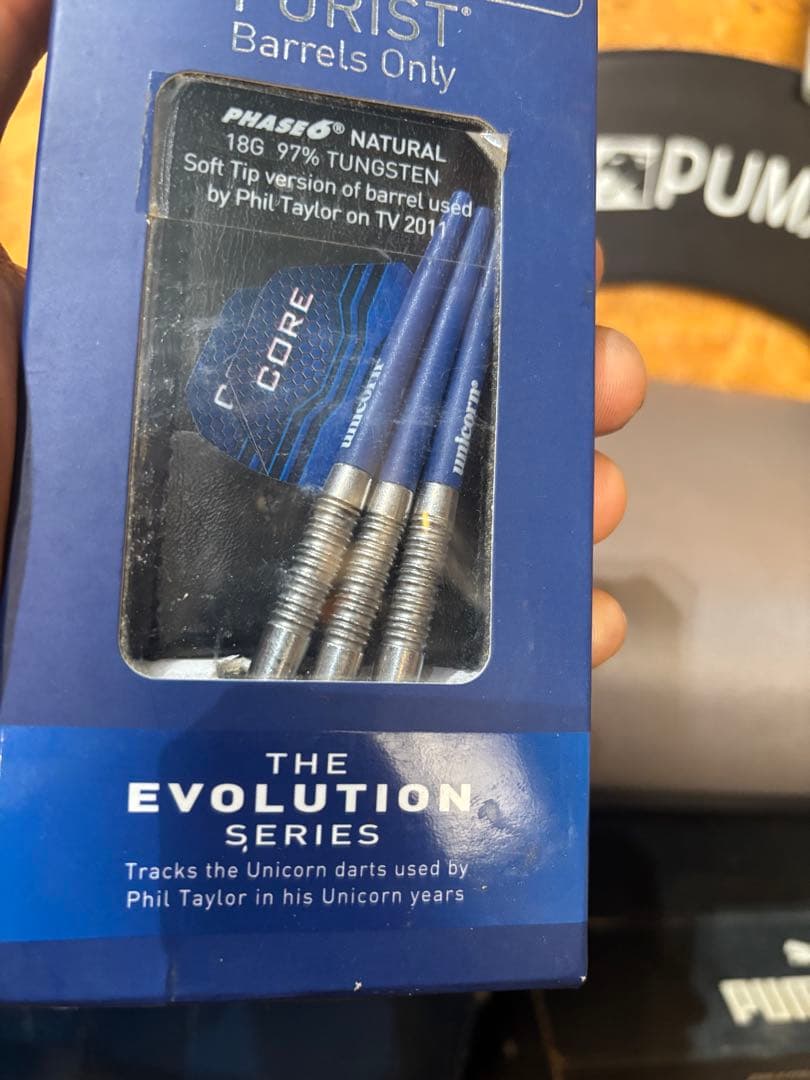 PURIST®
Barrels Only
PHASE6® NATURAL
18G 97% TUNGSTEN
Soft Tip version of barrel used
by Phil Taylor on TV 2011
CORE
C
unicorn
unicorn®
THE
EVOLUTION
SERIES
Tracks the Unicorn darts used by
Phil Taylor in his Unicorn years
PUMA
PUM